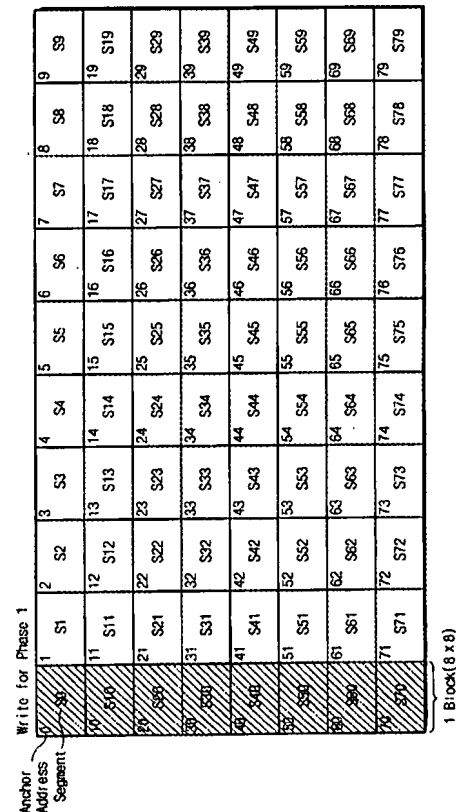 Write for Phase 1
Anchor
Address
Segment
0 1 2 3 4 5 6 7 8 9
S0 S1 S2 S3 S4 S5 S6 S7 S8 S9
10 11 12 13 14 15 16 17 18 19
S10 S11 S12 S13 S14 S15 S16 S17 S18 S19
20 21 22 23 24 25 26 27 28 29
S20 S21 S22 S23 S24 S25 S26 S27 S28 S29
30 31 32 33 34 35 36 37 38 39
S30 S31 S32 S33 S34 S35 S36 S37 S38 S39
40 41 42 43 44 45 46 47 48 49
S40 S41 S42 S43 S44 S45 S46 S47 S48 S49
50 51 52 53 54 55 56 57 58 59
S50 S51 S52 S53 S54 S55 S56 S57 S58 S59
60 61 62 63 64 65 66 67 68 69
S60 S61 S62 S63 S64 S65 S66 S67 S68 S69
70 71 72 73 74 75 76 77 78 79
S70 S71 S72 S73 S74 S75 S76 S77 S78 S79
1 Block(8 x 8)